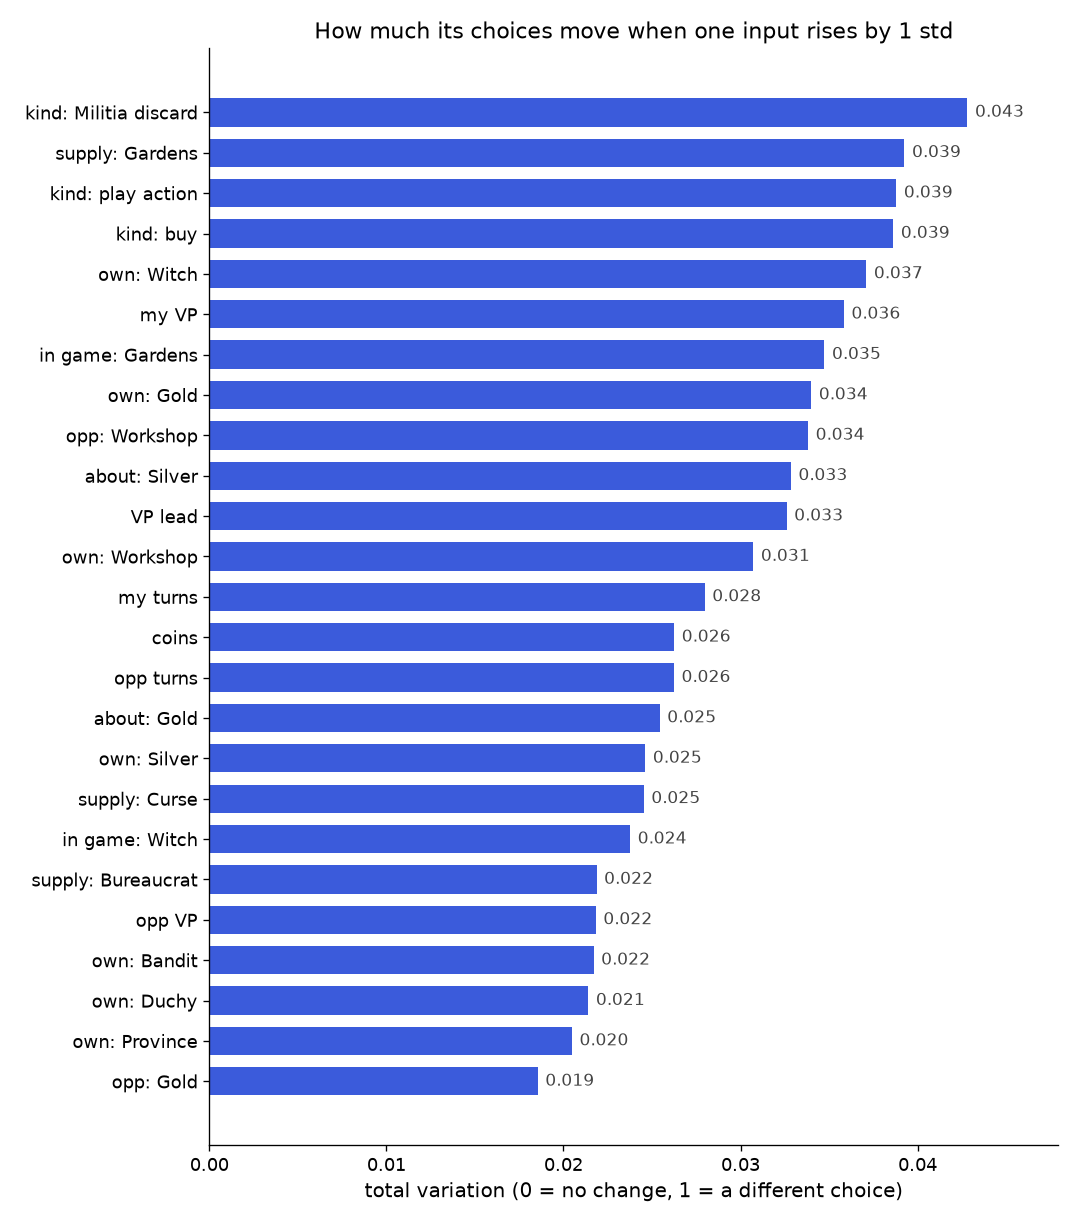 How much its choices move when one input rises by 1 std
kind: Militia discard 0.043
supply: Gardens 0.039
kind: play action 0.039
kind: buy 0.039
own: Witch 0.037
my VP 0.036
in game: Gardens 0.035
own: Gold 0.034
opp: Workshop 0.034
about: Silver 0.033
VP lead 0.033
own: Workshop 0.031
my turns 0.028
coins 0.026
opp turns 0.026
about: Gold 0.025
own: Silver 0.025
supply: Curse 0.025
in game: Witch 0.024
supply: Bureaucrat 0.022
opp VP 0.022
own: Bandit 0.022
own: Duchy 0.021
own: Province 0.020
opp: Gold 0.019
0.00 0.01 0.02 0.03 0.04
total variation (0 = no change, 1 = a different choice)